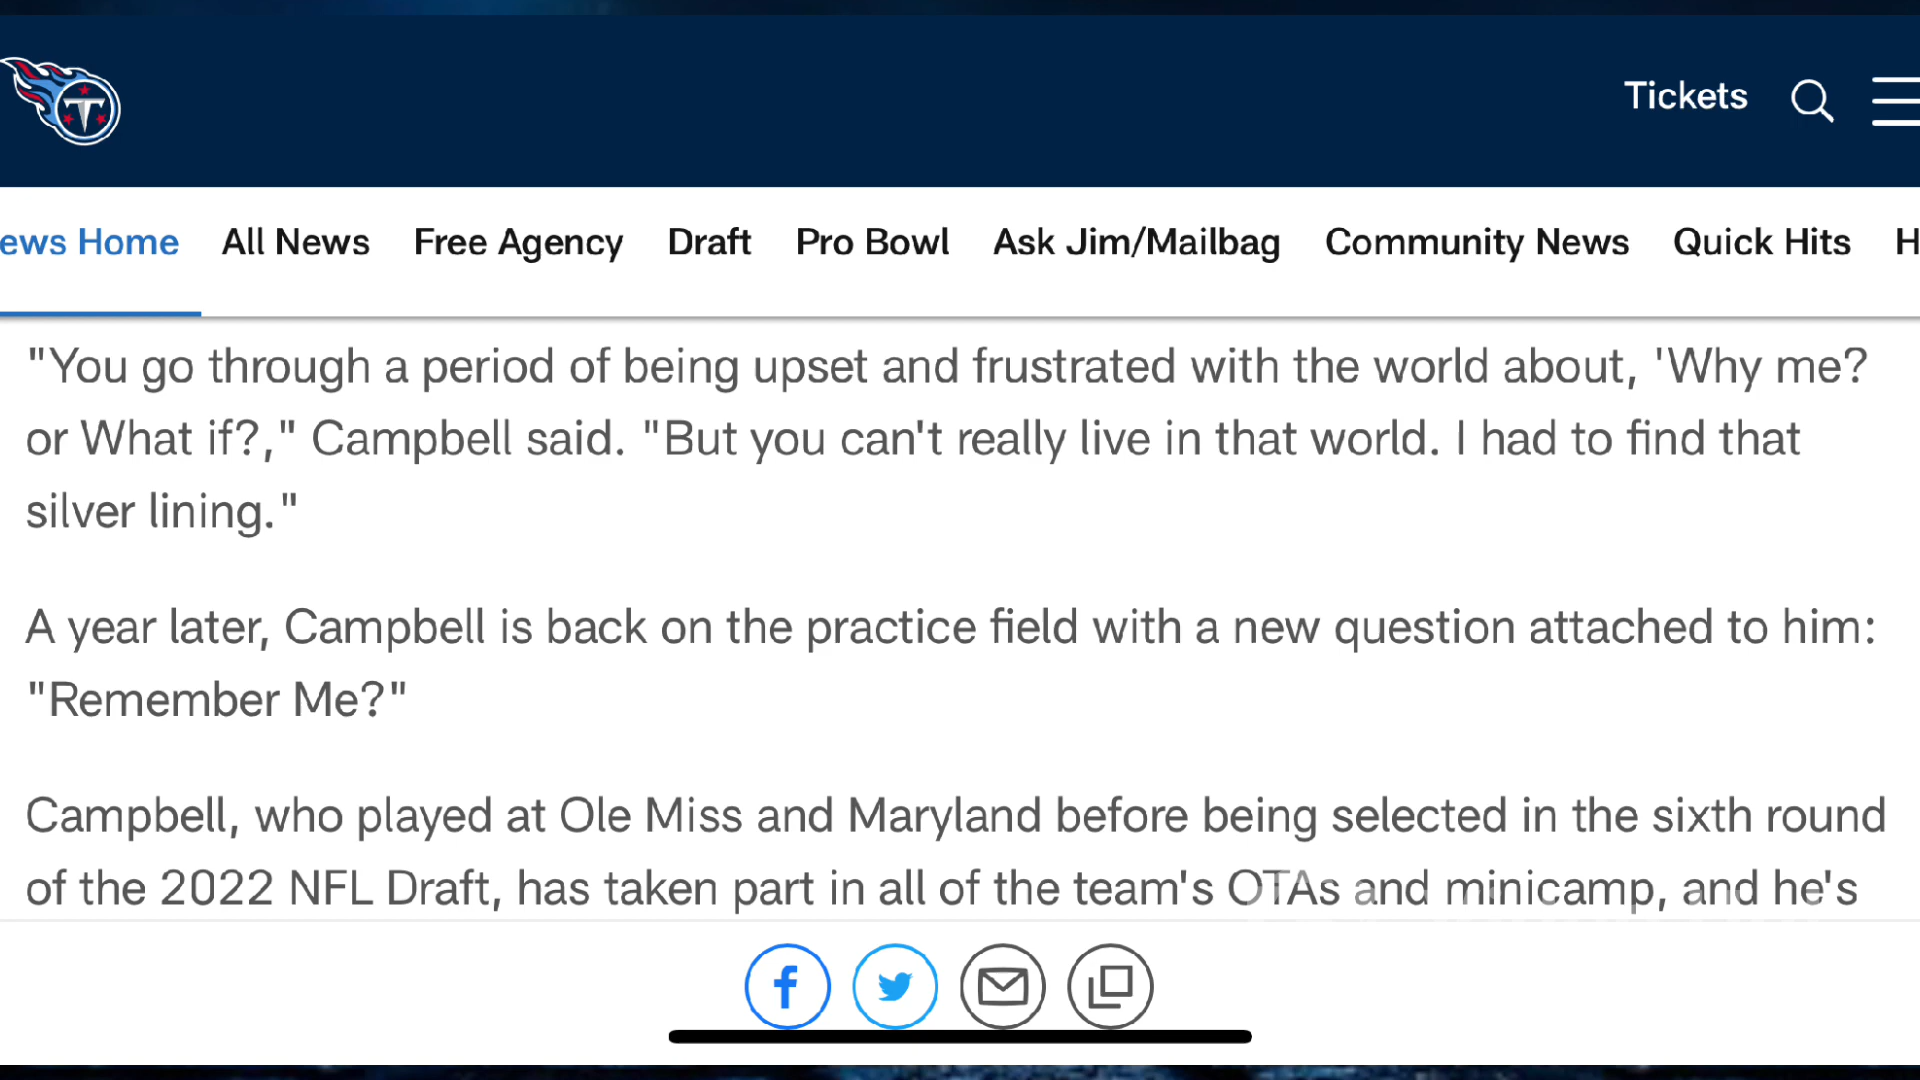 T
Tickets
ews Home All News Free Agency Draft Pro Bowl Ask Jim/Mailbag Community News Quick Hits H
"You go through a period of being upset and frustrated with the world about, 'Why me?
or What if?," Campbell said. "But you can't really live in that world. I had to find that
silver lining."
A year later, Campbell is back on the practice field with a new question attached to him:
"Remember Me?"
Campbell, who played at Ole Miss and Maryland before being selected in the sixth round
of the 2022 NFL Draft, has taken part in all of the team's OTAs and minicamp, and he's
f